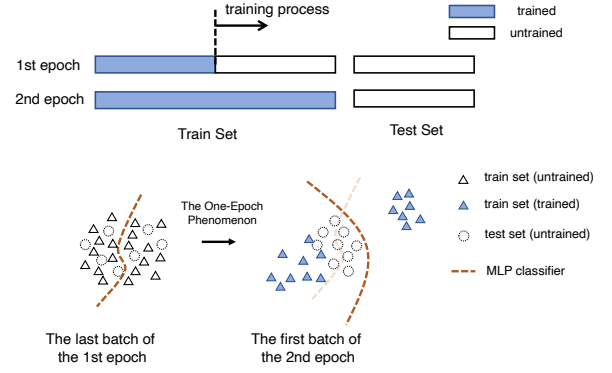 training process
trained
untrained
1st epoch
2nd epoch
Train Set
Test Set
The One-Epoch
Phenomenon
train set (untrained)
train set (trained)
test set (untrained)
MLP classifier
The last batch of
the 1st epoch
The first batch of
the 2nd epoch